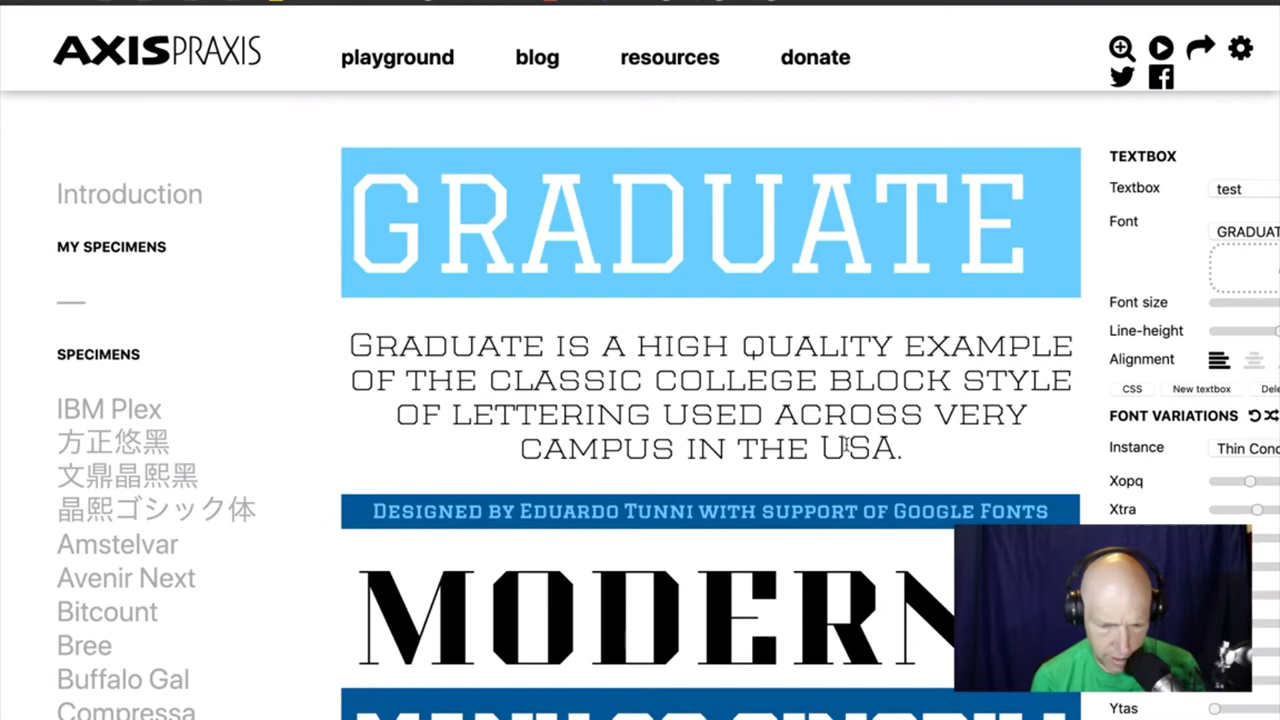 AXISPRAXIS
playground
blog
resources
donate
Introduction
MY SPECIMENS
—
SPECIMENS
IBM Plex
方正悠黑
文鼎晶熙黑
晶熙ゴシック体
Amstelvar
Avenir Next
Bitcount
Bree
Buffalo Gal
Compressa
GRADUATE
GRADUATE IS A HIGH QUALITY EXAMPLE
OF THE CLASSIC COLLEGE BLOCK STYLE
OF LETTERING USED ACROSS VERY
CAMPUS IN THE USA.
DESIGNED BY EDUARDO TUNNI WITH SUPPORT OF GOOGLE FONTS
MODERN
TEXTBOX
Textbox test
Font GRADUAT
Font size
Line-height
Alignment
CSS New textbox Dele
FONT VARIATIONS
Instance Thin Conc
Xopq
Xtra
Ytas